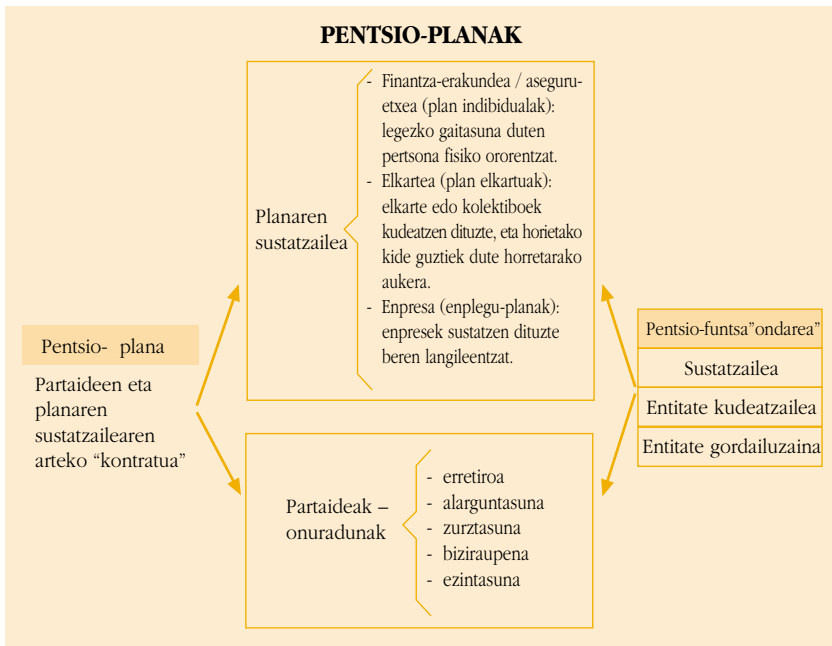 PENTSIO-PLANAK
Pentsio- plana
Partaideen eta
planaren
sustatzailearen
arteko “kontratua”
Planaren
sustatzailea
- Finantza-erakundea / aseguru-
etxea (plan indibidualak):
legezko gaitasuna duten
pertsona fisiko ororentzat.
- Elkartea (plan elkartuak):
elkarte edo kolektiboek
kudeatzen dituzte, eta horietako
kide guztiek dute horretarako
aukera.
- Enpresa (enplegu-planak):
enpresek sustatzen dituzte
beren langileentzat.
Partaideak –
onuradunak
- erretiroa
- alarguntasuna
- zurztasuna
- biziraupena
- ezintasuna
Pentsio-funtsa”ondarea”
Sustatzailea
Entitate kudeatzailea
Entitate gordailuzaina